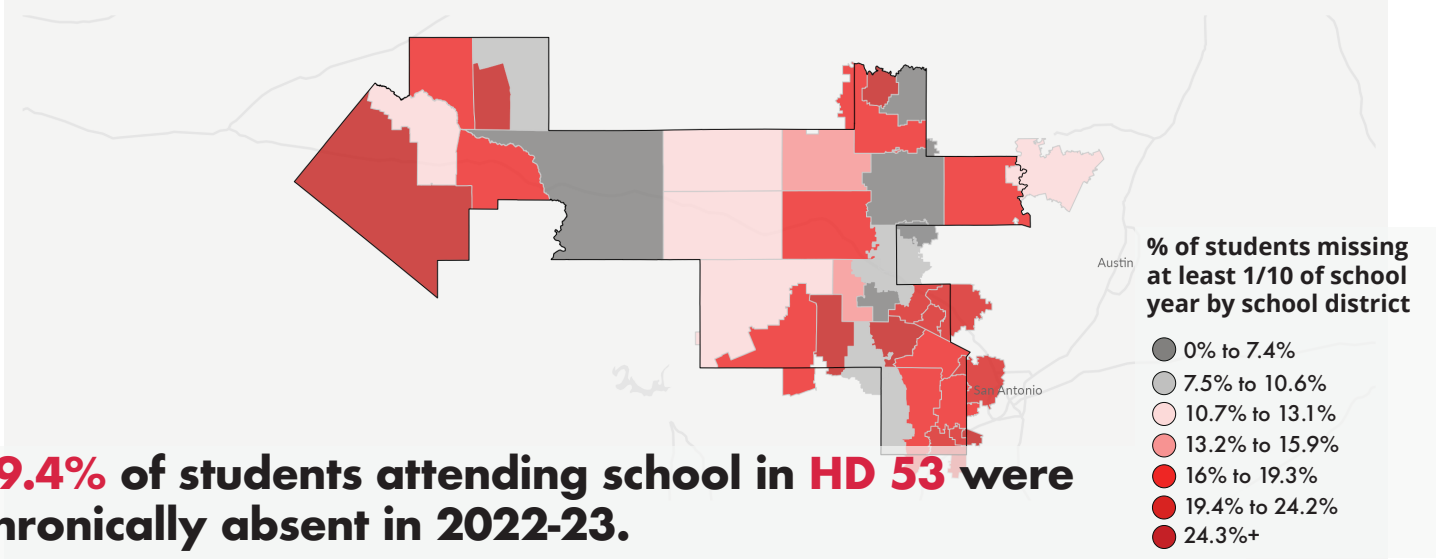 Austin
% of students missing
at least 1/10 of school
year by school district
0% to 7.4%
7.5% to 10.6%
San Antonio
10.7% to 13.1%
13.2% to 15.9%
16% to 19.3%
19.4% to 24.2%
24.3%+
9.4% of students attending school in HD 53 were
hronically absent in 2022-23.